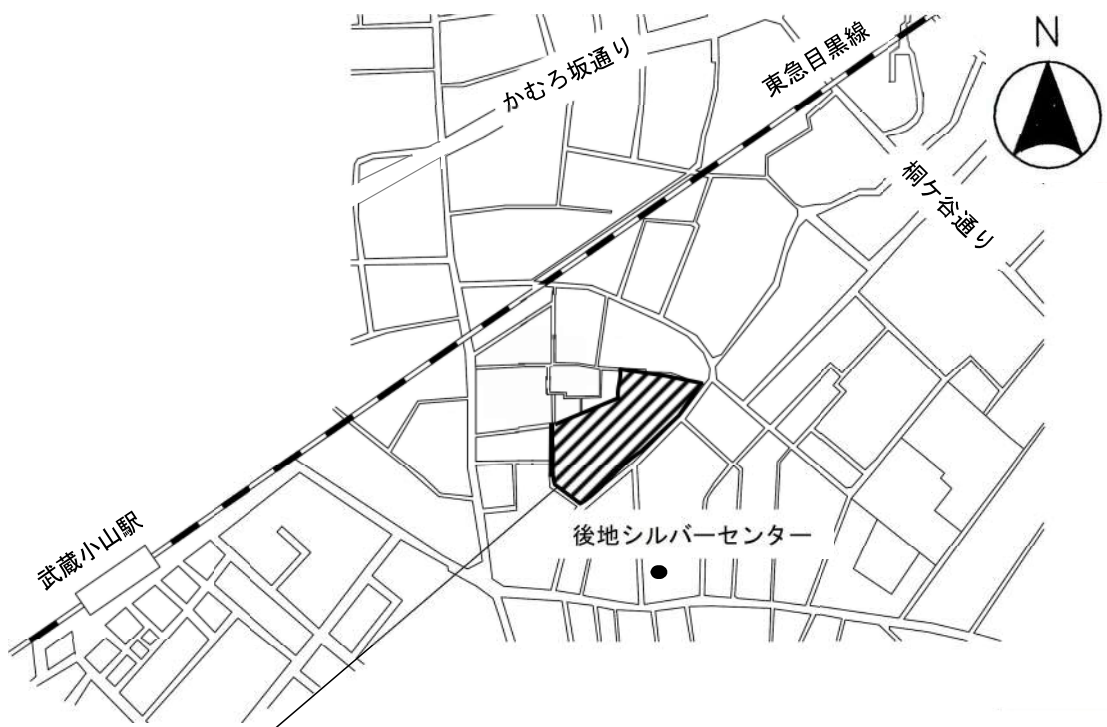 N
かむろ坂通り
東急目黒線
桐ケ谷通り
後地シルバーセンター
武蔵小山駅